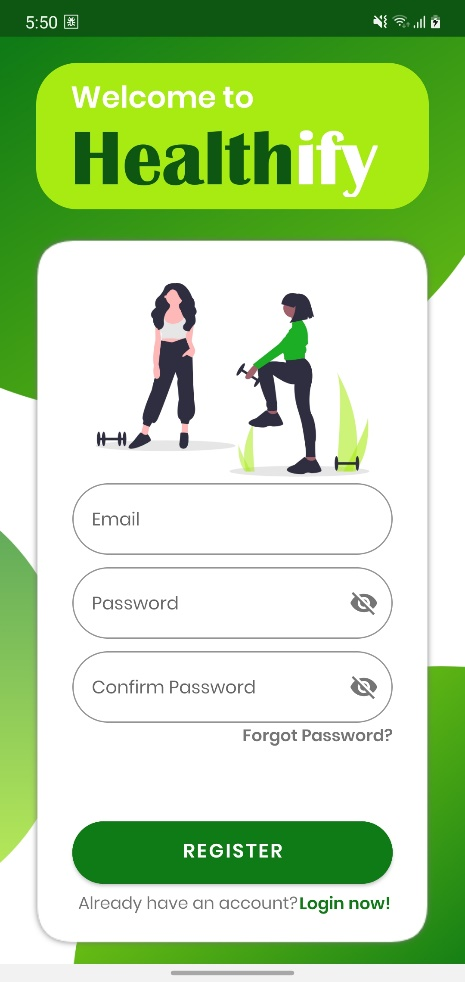 5:50
Welcome to
Healthify
Email
Password
Confirm Password
Forgot Password?
REGISTER
Already have an account?Login now!